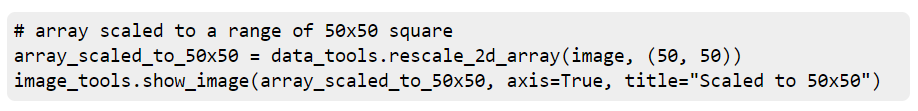 # array scaled to a range of 50x50 square
array_scaled_to_50x50 = data_tools.rescale_2d_array(image, (50, 50))
image_tools.show_image(array_scaled_to_50x50, axis=True, title="Scaled to 50x50")